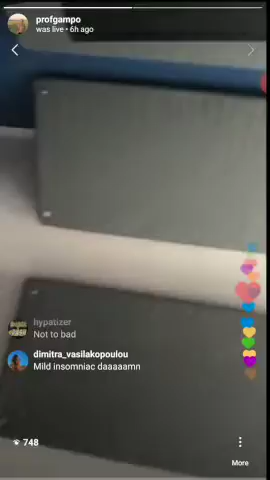 profgampo
was live • 6h ago
hypatizer
Not to bad
dimitra_vasilakopoulou
Mild insomniac daaaaamn
748
More